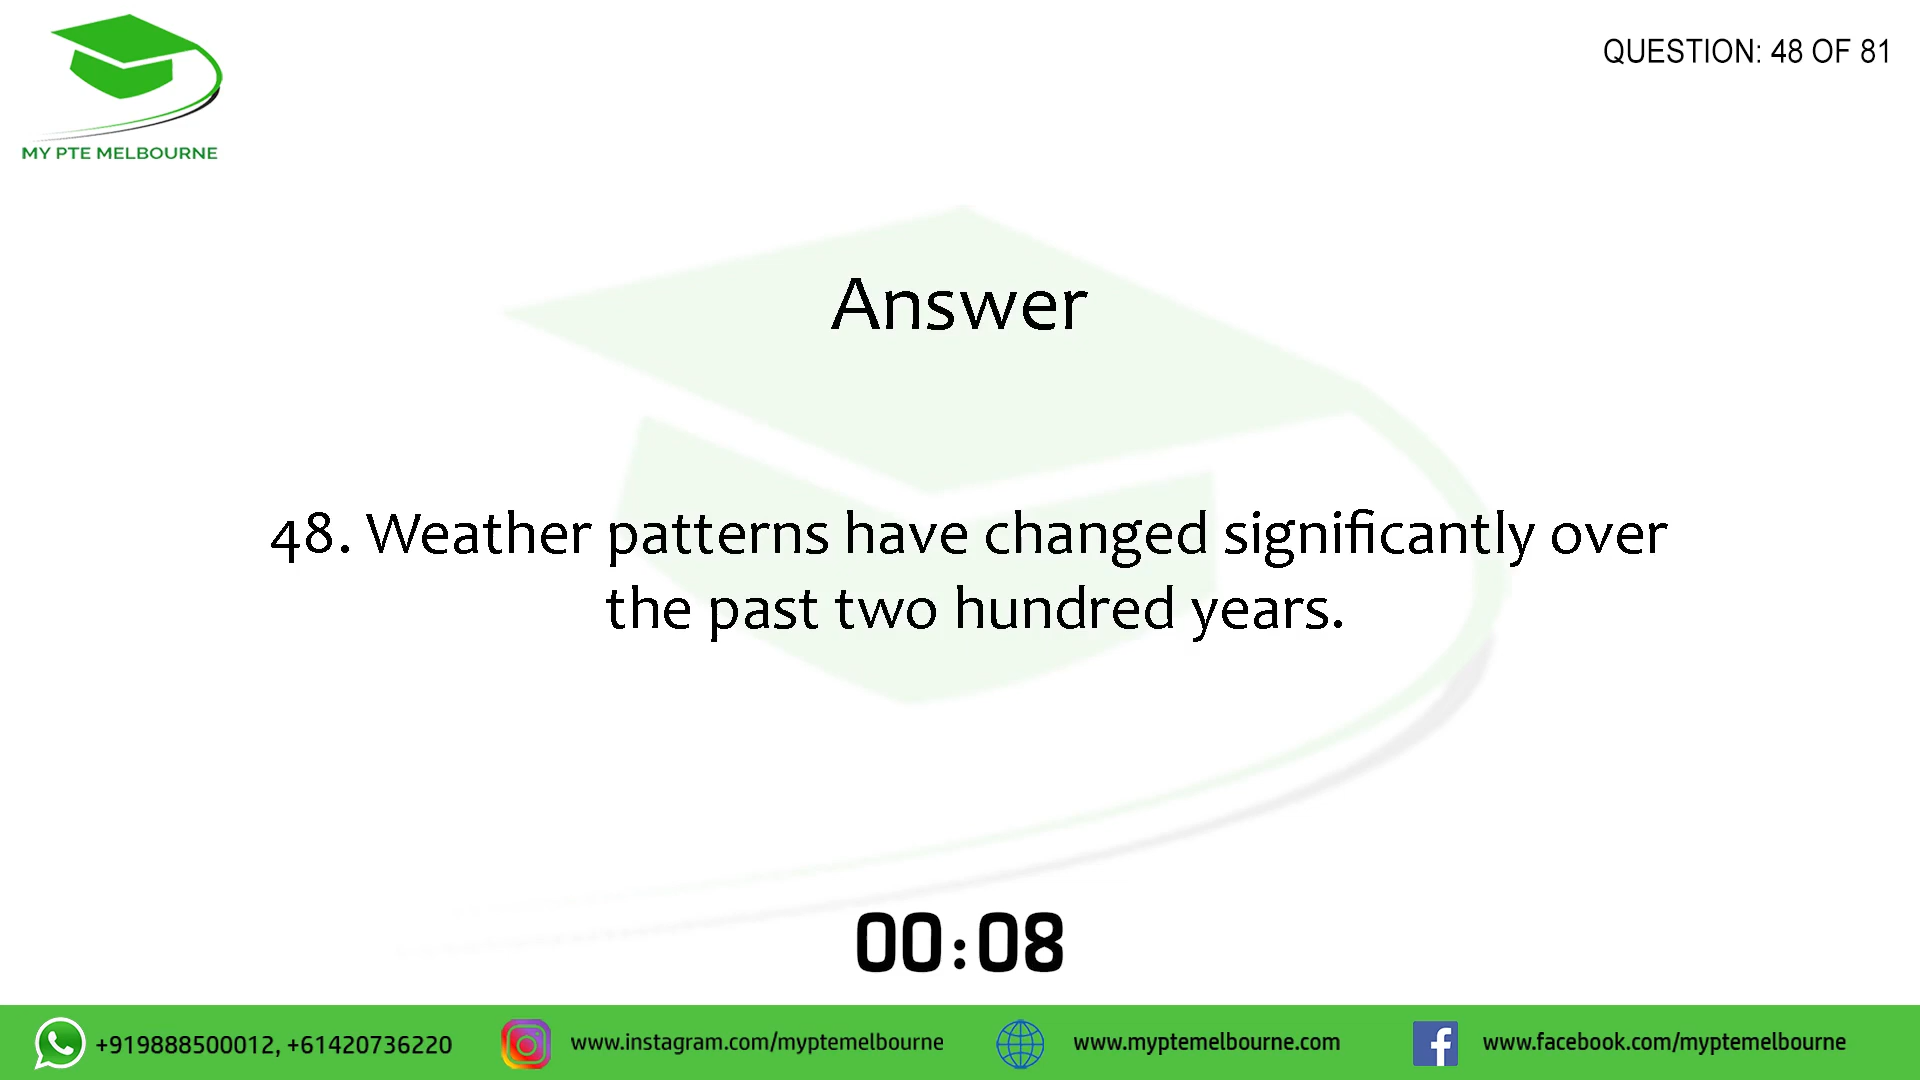 MY PTE MELBOURNE
QUESTION: 48 OF 81
Answer
48. Weather patterns have changed significantly over
the past two hundred years.
00:08
+919888500012, +61420736220
www.instagram.com/myptemelbourne
www.myptemelbourne.com
www.facebook.com/myptemelbourne